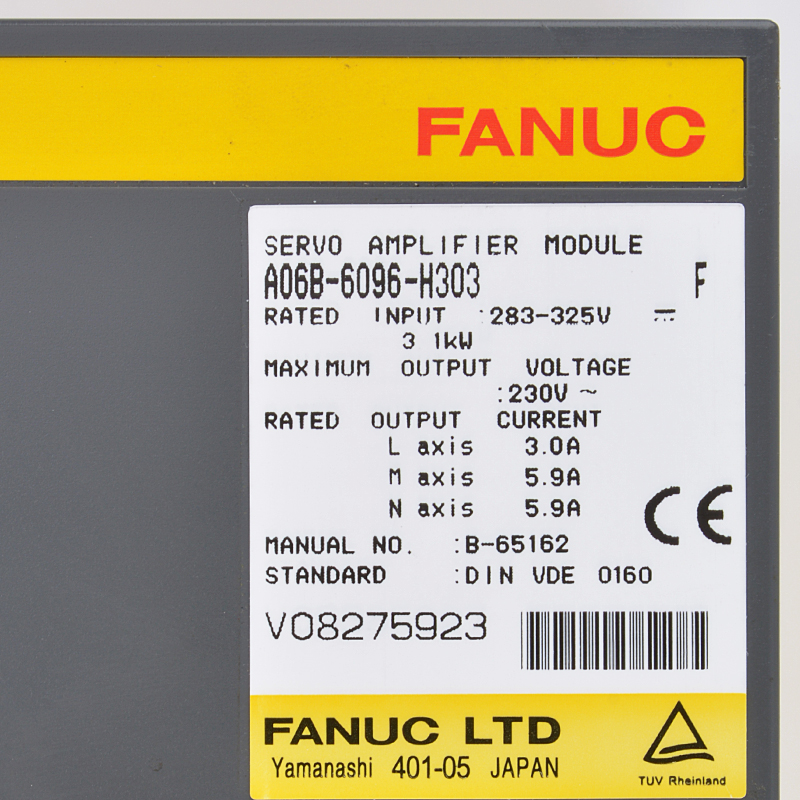 FANUC
SERVO AMPLIFIER MODULE
A06B-6096-H303 F
RATED INPUT :283-325V ⎓
3.1kW
MAXIMUM OUTPUT VOLTAGE
:230V ~
RATED OUTPUT CURRENT
L axis 3.0A
M axis 5.9A
N axis 5.9A
CE
MANUAL NO. :B-65162
STANDARD :DIN VDE 0160
V08275923
FANUC LTD
Yamanashi 401-05 JAPAN
TUV Rheinland